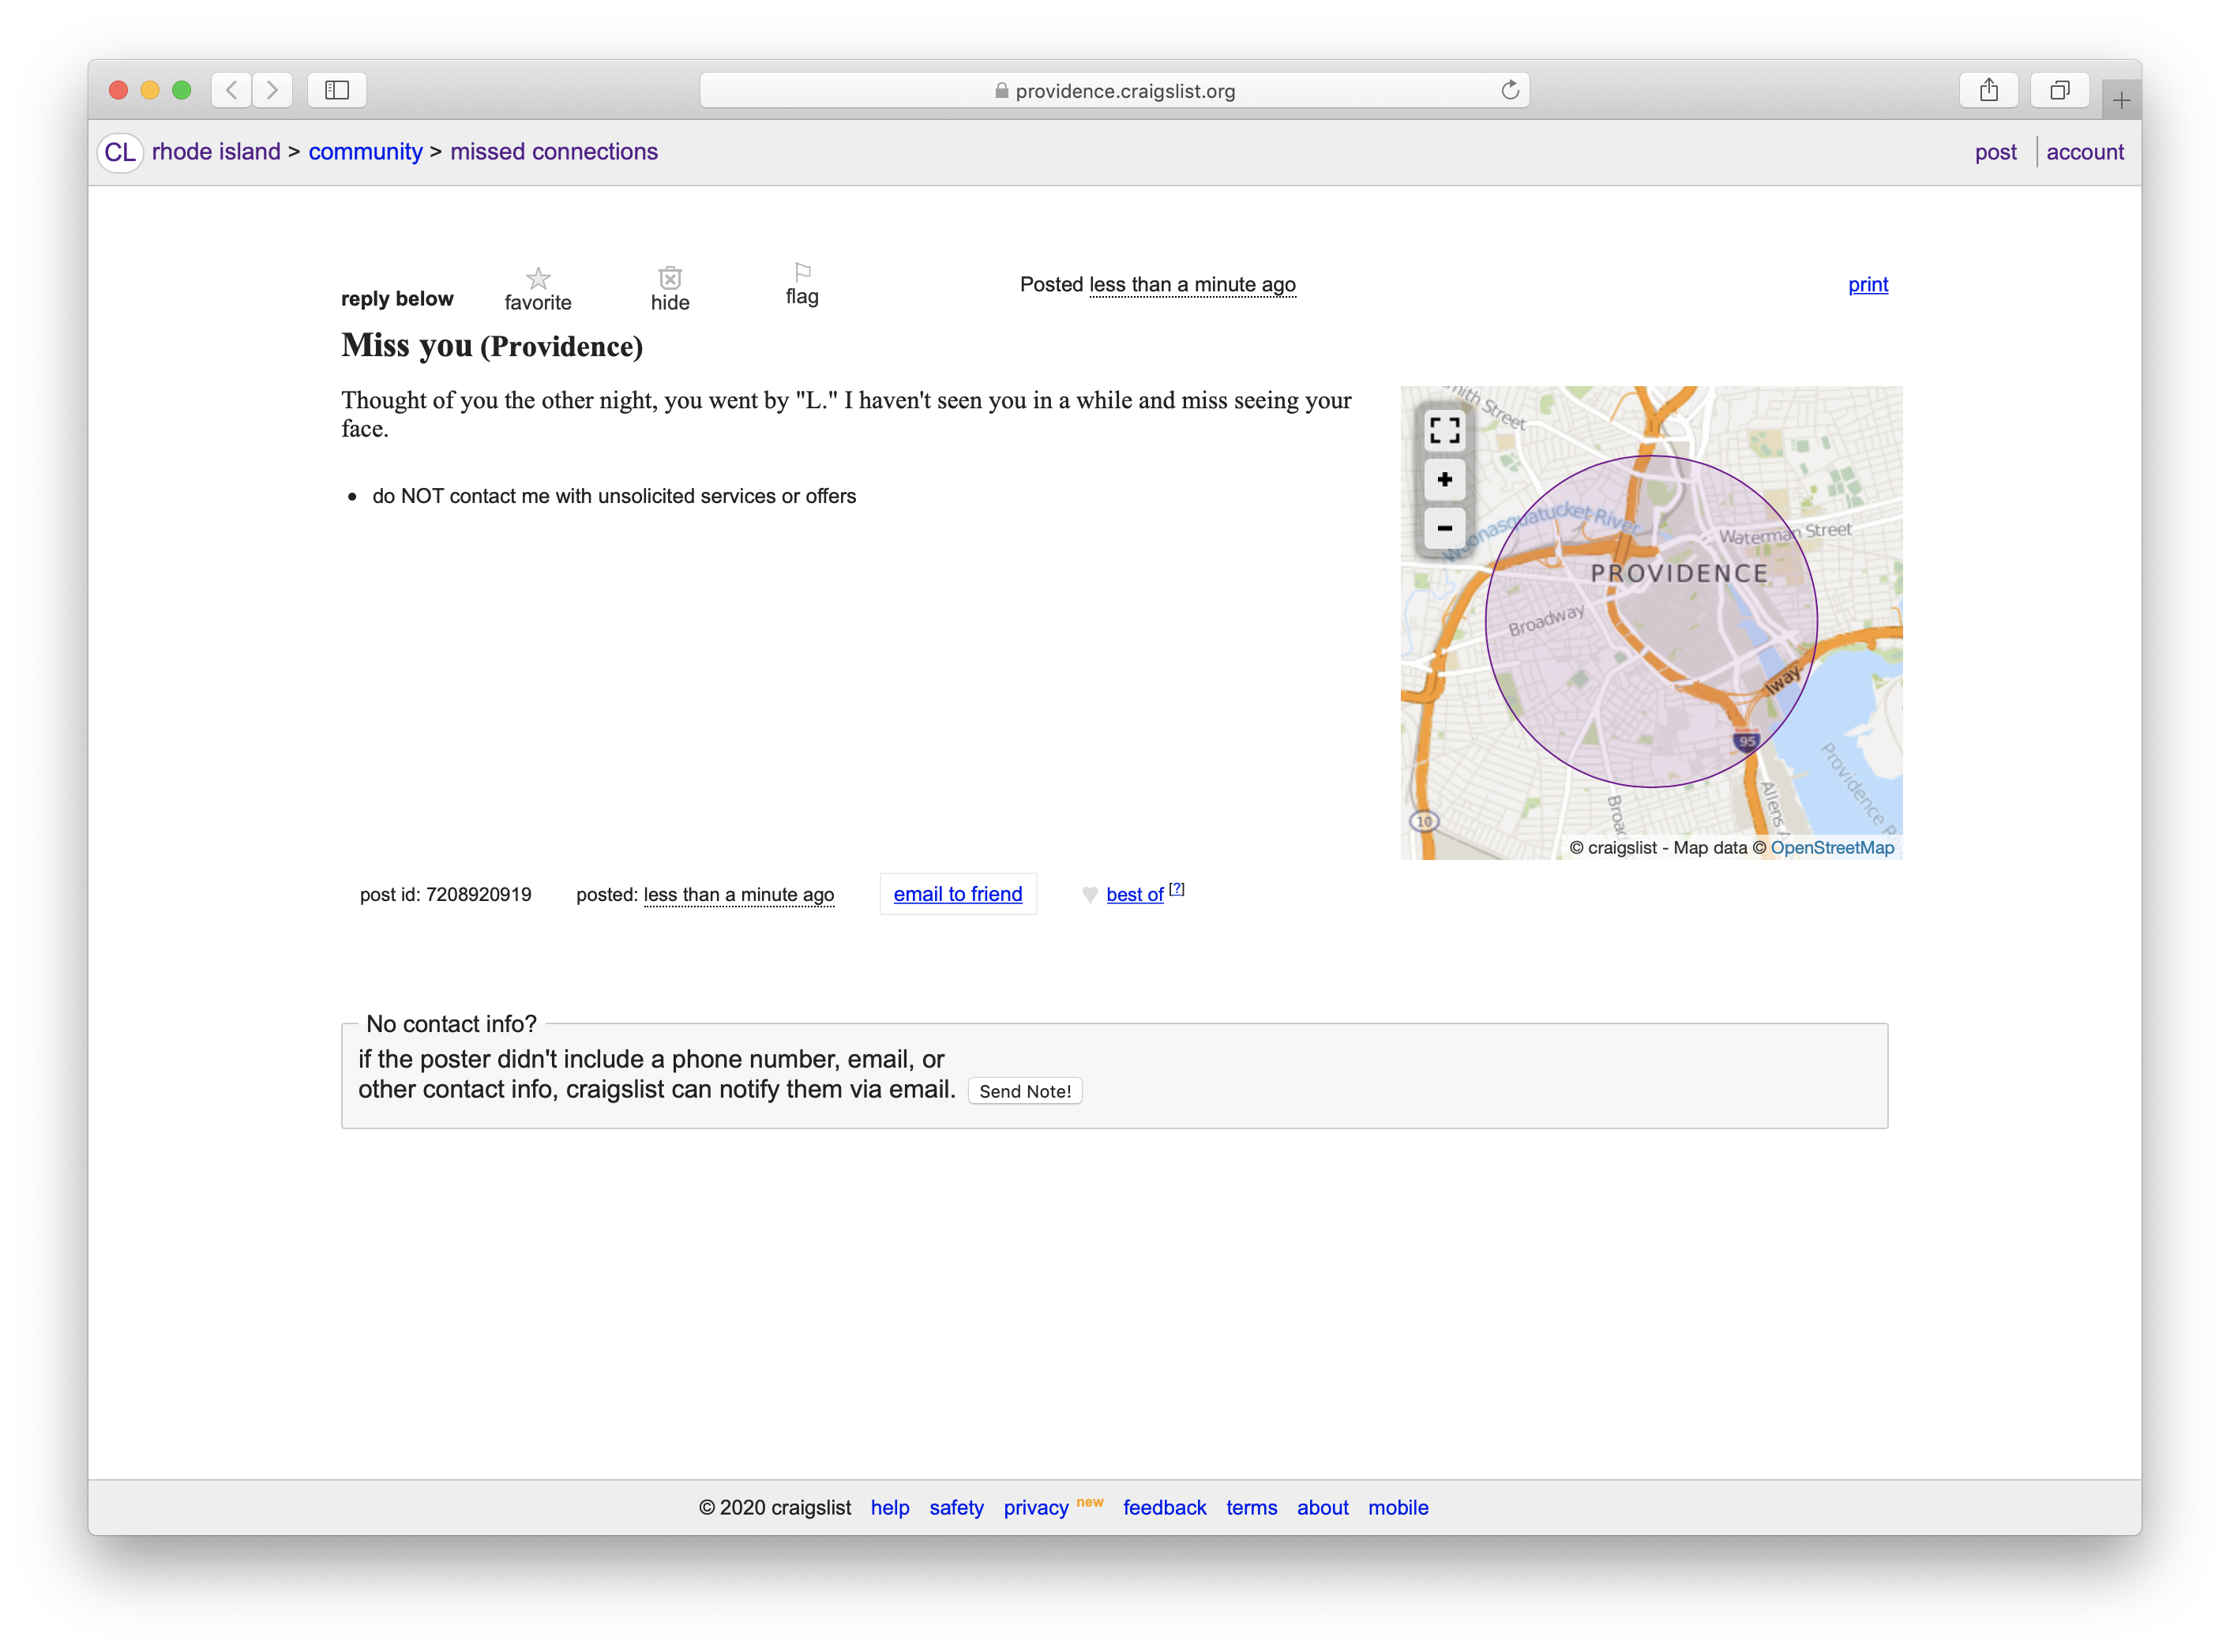 providence.craigslist.org
CL rhode island > community > missed connections
post account
reply below favorite hide flag Posted less than a minute ago print
Miss you (Providence)
Thought of you the other night, you went by "L." I haven't seen you in a while and miss seeing your
face.
do NOT contact me with unsolicited services or offers
Street
Woonasquatucket River
Waterman Street
PROVIDENCE
Broadway
Iway
95
Providence R
Allens A
Broad
10
© craigslist - Map data © OpenStreetMap
post id: 7208920919 posted: less than a minute ago email to friend ♥ best of [?]
No contact info?
if the poster didn't include a phone number, email, or
other contact info, craigslist can notify them via email. Send Note!
© 2020 craigslist help safety privacy new feedback terms about mobile